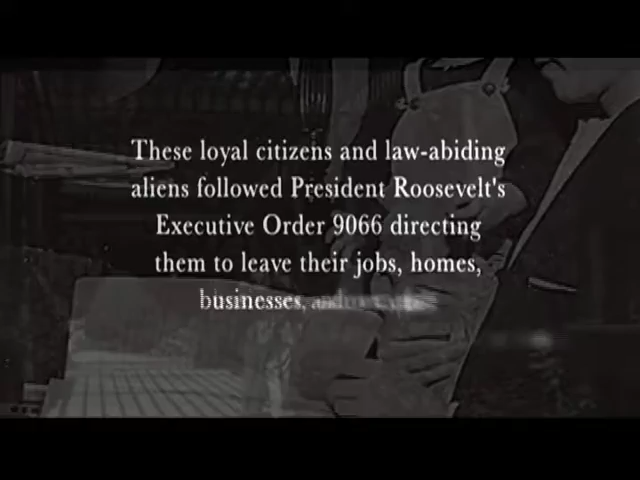 These loyal citizens and law-abiding
aliens followed President Roosevelt's
Executive Order 9066 directing
them to leave their jobs, homes,
businesses, and